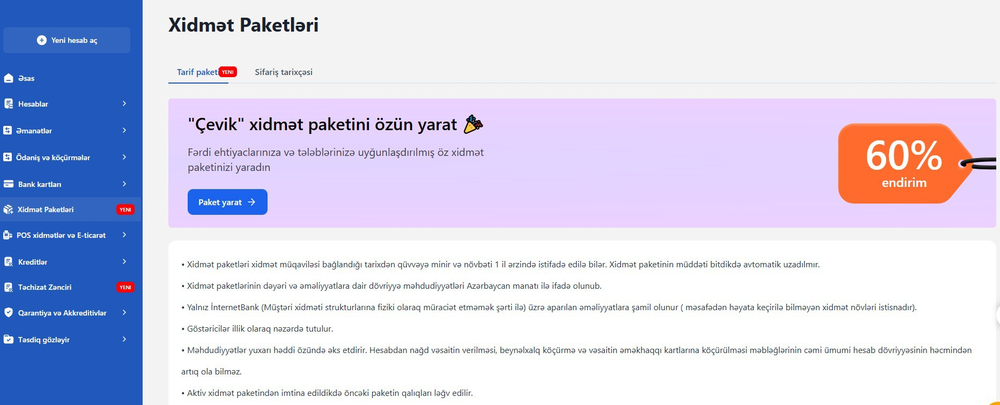 Yeni hesab aç
Əsas
Hesablar
Əmanətlər
Ödəniş və köçürmələr
Bank kartları
Xidmət Paketləri YENİ
POS xidmətlər və E-ticarət
Kreditlər
Təchizat Zənciri YENİ
Qarantiya və Akkreditivlər
Təsdiq gözləyir
Xidmət Paketləri
Tarif paketi YENİ Sifariş tarixçəsi
"Çevik" xidmət paketini özün yarat
Fərdi ehtiyaclarınıza və tələblərinizə uyğunlaşdırılmış öz xidmət
paketinizi yaradın
Paket yarat
60%
endirim
• Xidmət paketləri xidmət müqaviləsi bağlandığı tarixdən qüvvəyə minir və növbəti 1 il ərzində istifadə edilə bilər. Xidmət paketinin müddəti bitdikdə avtomatik uzadılmır.
• Xidmət paketlərinin dəyəri və əməliyyatlara dair dövriyyə məhdudiyyətləri Azərbaycan manatı ilə ifadə olunub.
• Yalnız İnternetBank (Müştəri xidməti strukturlarına fiziki olaraq müraciət etməmək şərti ilə) üzrə aparılan əməliyyatlara şamil olunur ( məsafədən həyata keçirilə bilməyən xidmət növləri istisnadır).
• Göstəricilər illik olaraq nəzərdə tutulur.
• Məhdudiyyətlər yuxarı həddi özündə əks etdirir. Hesabdan nağd vəsaitin verilməsi, beynəlxalq köçürmə və vəsaitin əməkhaqqı kartlarına köçürülməsi məbləğlərinin cəmi ümumi hesab dövriyyəsinin həcmindən
artıq ola bilməz.
• Aktiv xidmət paketindən imtina edildikdə öncəki paketin qalıqları ləğv edilir.